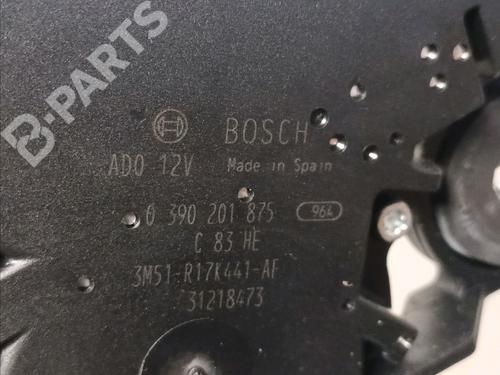 B-PARTS
BOSCH
ADO 12V Made in Spain
0 390 201 875 964
C 83 HE
3M51-R17K441-AF
31218473